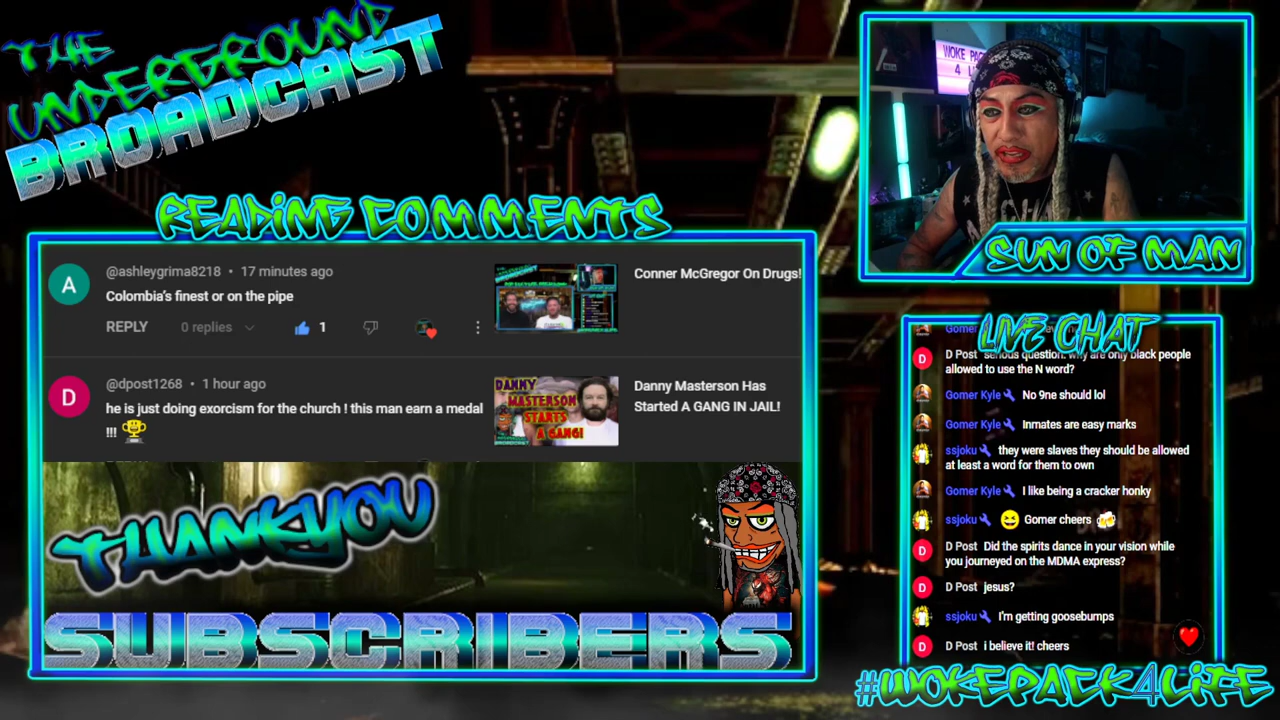 THE
UNDERGROUND
BROADCAST
READING COMMENTS
@ashleygrima8218 • 17 minutes ago
Colombia's finest or on the pipe
REPLY 0 replies 1
Conner McGregor On Drugs!
@dpost1268 • 1 hour ago
he is just doing exorcism for the church ! this man earn a medal
!!! 🏆
DANNY
MASTERSON
STARTS
A GANG!
Danny Masterson Has
Started A GANG IN JAIL!
THANKYOU
SUBSCRIBERS
WOKE PAC
4 L
SUN OF MAN
LIVE CHAT
Gomer
D Post serious question: why are only black people
allowed to use the N word?
Gomer Kyle No 9ne should lol
Gomer Kyle Inmates are easy marks
ssjoku they were slaves they should be allowed
at least a word for them to own
Gomer Kyle I like being a cracker honky
ssjoku 😆 Gomer cheers 🍻
D Post Did the spirits dance in your vision while
you journeyed on the MDMA express?
D Post jesus?
ssjoku I'm getting goosebumps
D Post i believe it! cheers
#WOKEPACK4LIFE